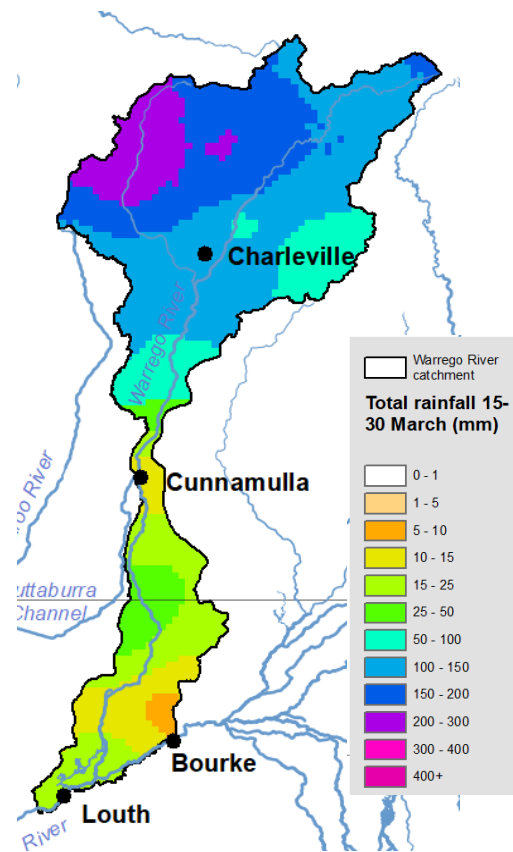 Charleville
Warrego River
Warrego River
catchment
Total rainfall 15-
30 March (mm)
0 - 1
1 - 5
5 - 10
10 - 15
15 - 25
25 - 50
50 - 100
100 - 150
150 - 200
200 - 300
300 - 400
400+
Cunnamulla
oo River
uttaburra
Channel
Bourke
Louth
River